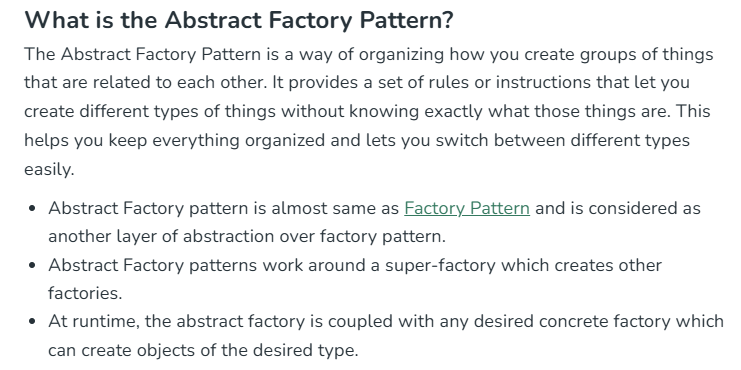 What is the Abstract Factory Pattern?
The Abstract Factory Pattern is a way of organizing how you create groups of things
that are related to each other. It provides a set of rules or instructions that let you
create different types of things without knowing exactly what those things are. This
helps you keep everything organized and lets you switch between different types
easily.
• Abstract Factory pattern is almost same as Factory Pattern and is considered as
another layer of abstraction over factory pattern.
• Abstract Factory patterns work around a super-factory which creates other
factories.
• At runtime, the abstract factory is coupled with any desired concrete factory which
can create objects of the desired type.